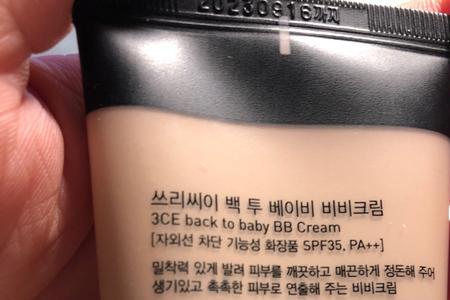 20230916까지
쓰리씨이 백 투 베이비 비비크림
3CE back to baby BB Cream
[자외선 차단 기능성 화장품 SPF35, PA++]
밀착력 있게 발려 피부를 깨끗하고 매끈하게 정돈해 주어
생기있고 촉촉한 피부로 연출해 주는 비비크림